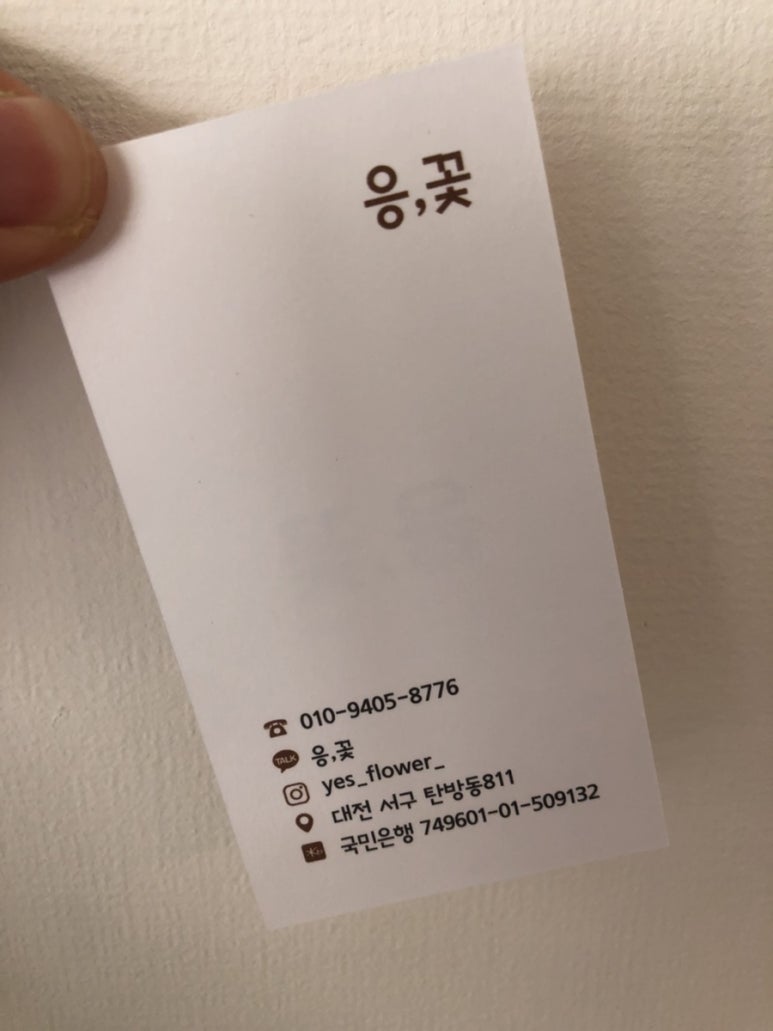 응,꽃
010-9405-8776
TALK 응,꽃
yes_flower_
대전 서구 탄방동811
국민은행 749601-01-509132